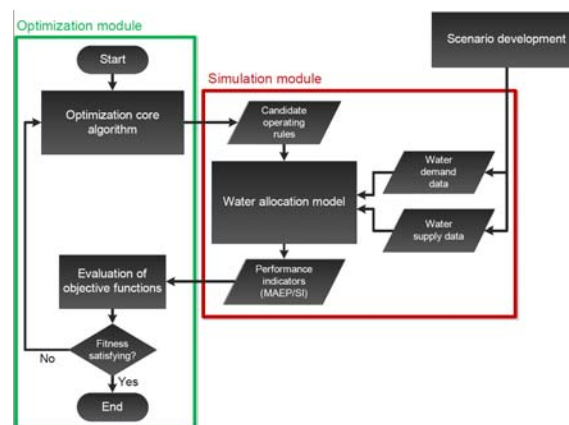 Optimization module
Start
Scenario development
Simulation module
Optimization core
algorithm
Candidate
operating
rules
Water
demand
data
Water allocation model
Water
supply data
Evaluation of
objective functions
Performance
indicators
(MAEP/SI)
Fitness
satisfying?
No
Yes
End